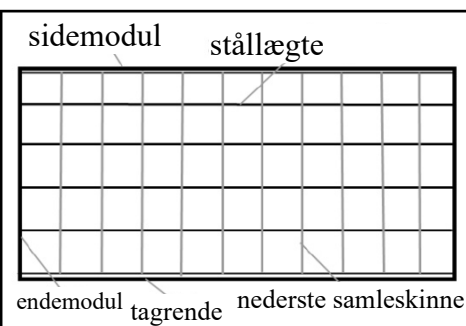 sidemodul
stållægte
endemodul
tagrende
nederste samleskinne